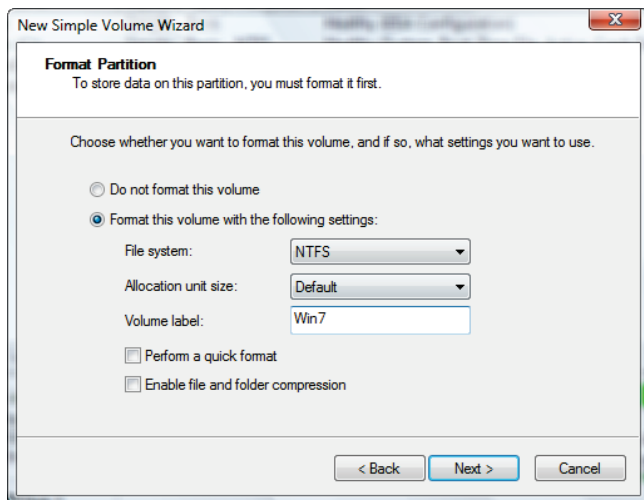 New Simple Volume Wizard
Format Partition
To store data on this partition, you must format it first.
Choose whether you want to format this volume, and if so, what settings you want to use.
Do not format this volume
Format this volume with the following settings:
File system: NTFS
Allocation unit size: Default
Volume label: Win7
Perform a quick format
Enable file and folder compression
< Back Next > Cancel